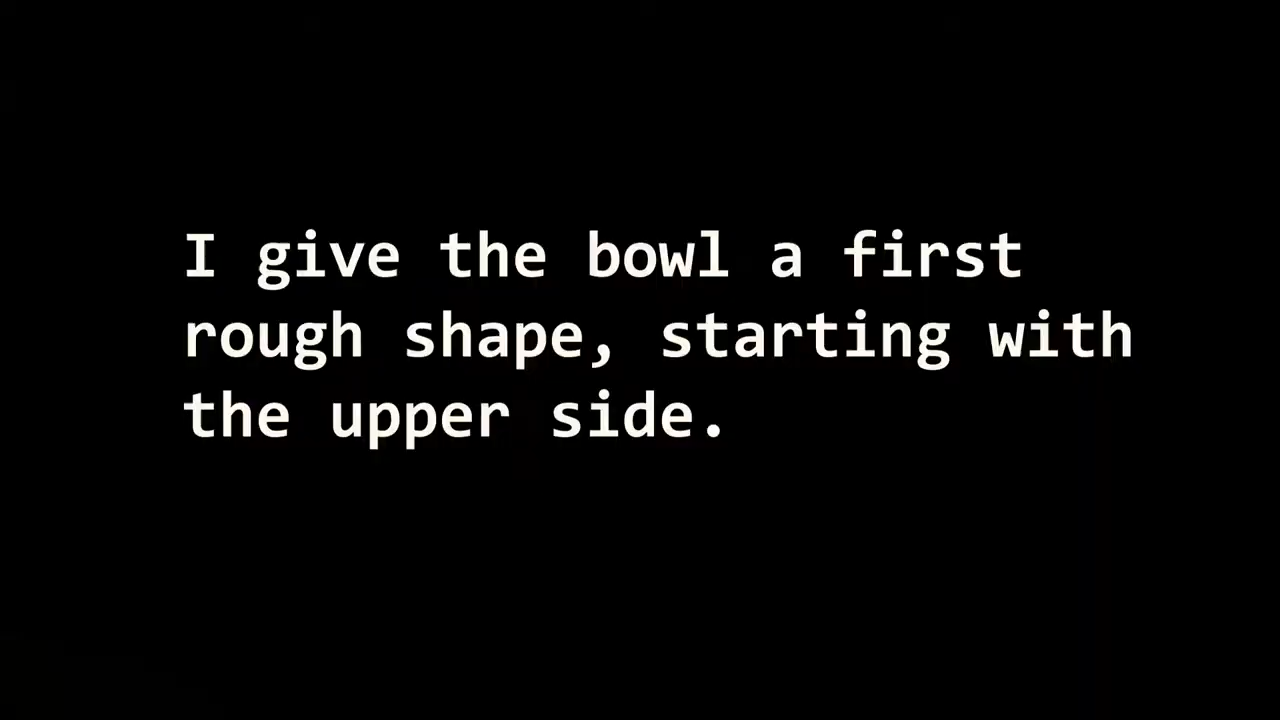 I give the bowl a first
rough shape, starting with
the upper side.